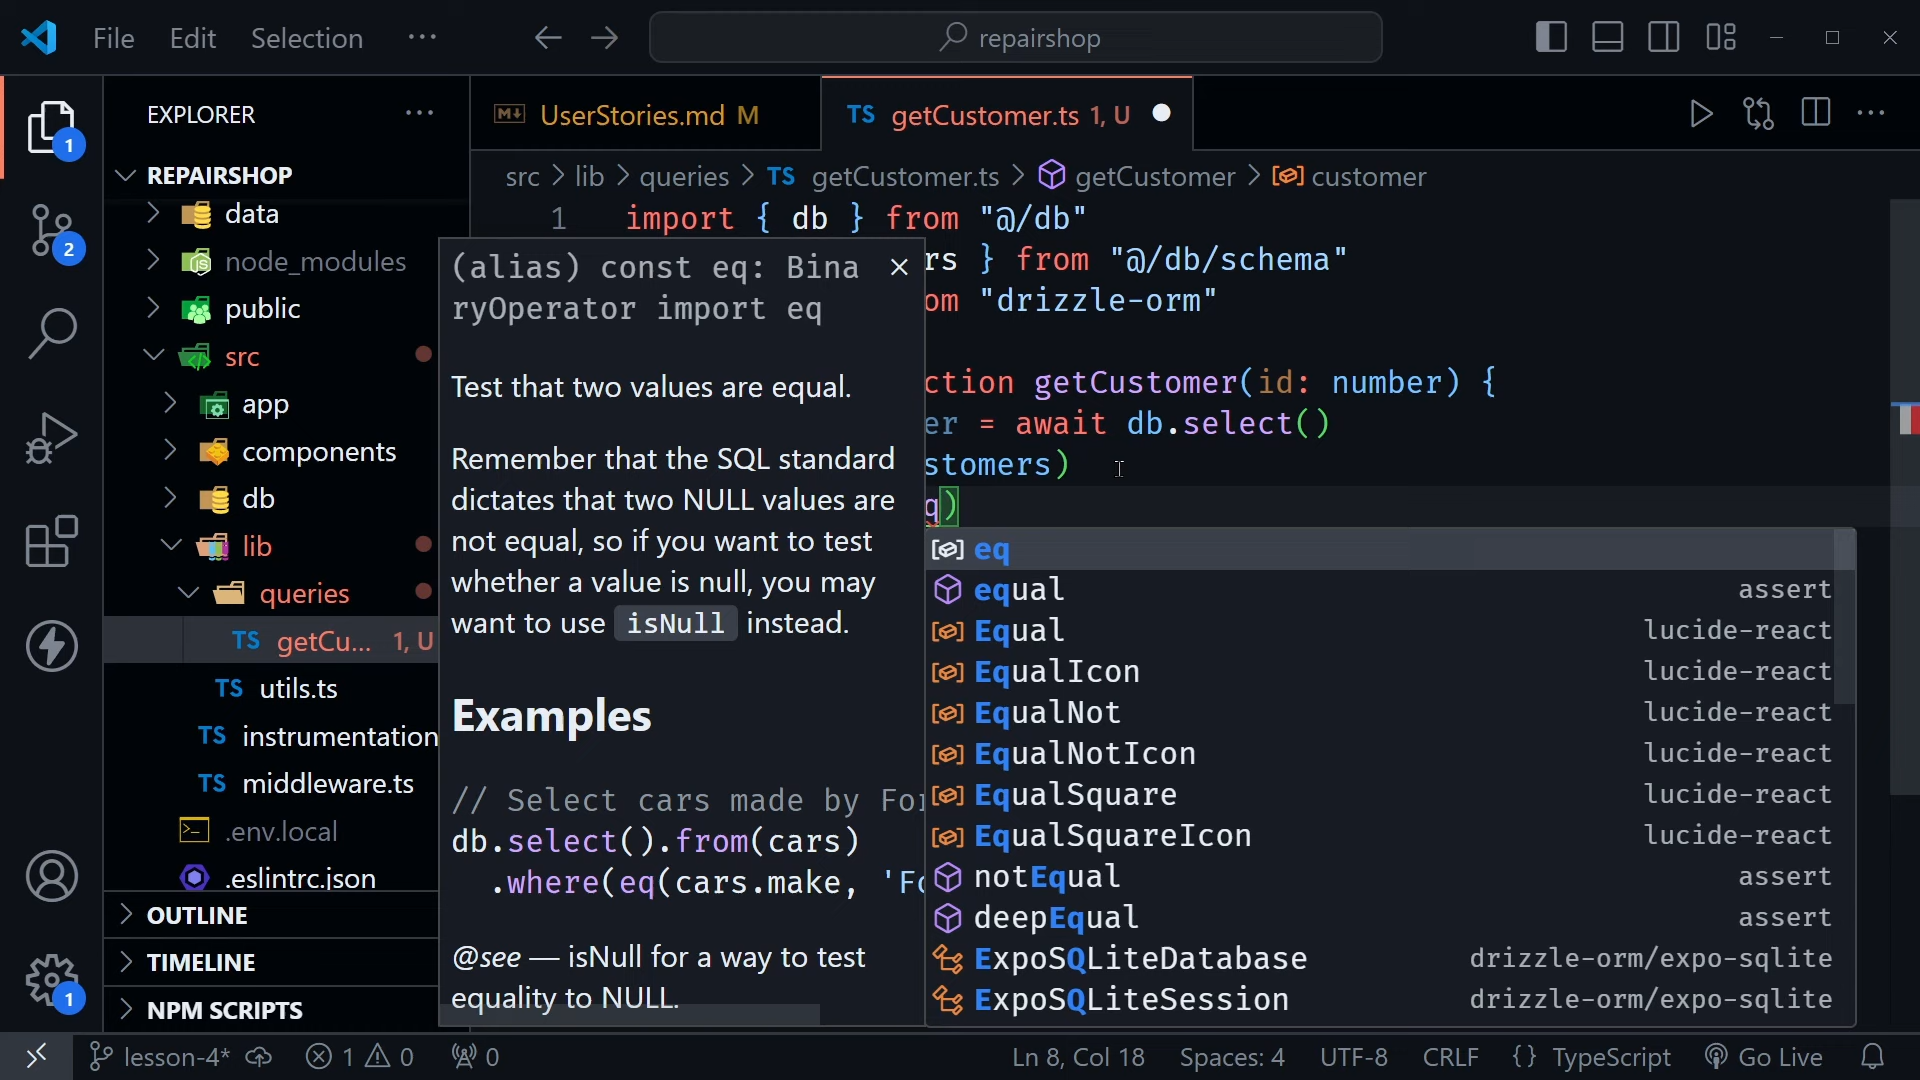 File Edit Selection ···
repairshop
EXPLORER ···
REPAIRSHOP
data
node_modules
public
src
app
components
db
lib
queries
TS getCu... 1, U
TS utils.ts
TS instrumentation
TS middleware.ts
.env.local
.eslintrc.json
OUTLINE
TIMELINE
NPM SCRIPTS
1
2
1
UserStories.md M
TS getCustomer.ts 1, U
src > lib > queries > TS getCustomer.ts > getCustomer > customer
1 import { db } from "@/db"
rs } from "@/db/schema"
om "drizzle-orm"
ction getCustomer(id: number) {
er = await db.select()
stomers)
q)
(alias) const eq: Bina
ryOperator import eq
Test that two values are equal.
Remember that the SQL standard
dictates that two NULL values are
not equal, so if you want to test
whether a value is null, you may
want to use isNull instead.
Examples
// Select cars made by For
db.select().from(cars)
.where(eq(cars.make, 'Fo
@see — isNull for a way to test
equality to NULL.
eq
equal assert
Equal lucide-react
EqualIcon lucide-react
EqualNot lucide-react
EqualNotIcon lucide-react
EqualSquare lucide-react
EqualSquareIcon lucide-react
notEqual assert
deepEqual assert
ExpoSQLiteDatabase drizzle-orm/expo-sqlite
ExpoSQLiteSession drizzle-orm/expo-sqlite
lesson-4* 1 0 0 Ln 8, Col 18 Spaces: 4 UTF-8 CRLF {} TypeScript Go Live